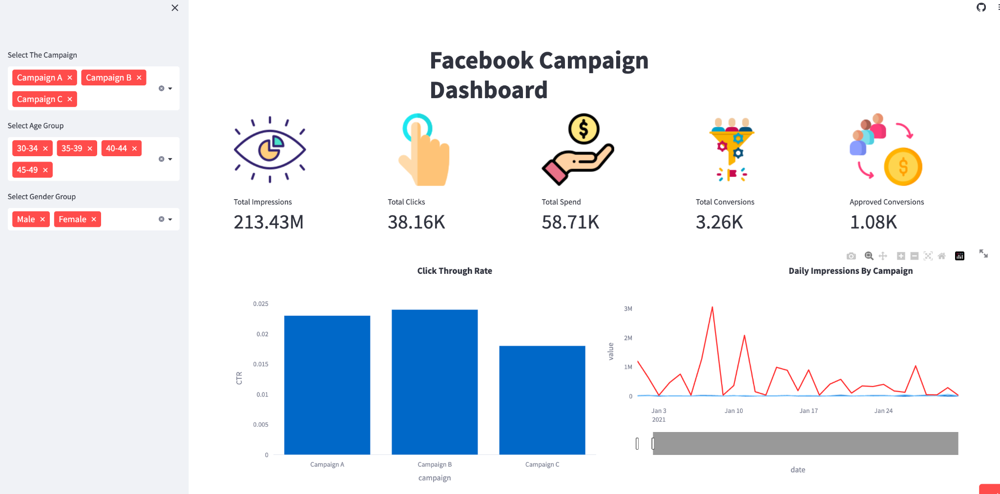 Select The Campaign
Campaign A
Campaign B
Campaign C
Select Age Group
30-34
35-39
40-44
45-49
Select Gender Group
Male
Female
Facebook Campaign
Dashboard
$
$
Total Impressions
213.43M
Total Clicks
38.16K
Total Spend
58.71K
Total Conversions
3.26K
Approved Conversions
1.08K
Click Through Rate
0.025
0.02
0.015
0.01
0.005
0
CTR
Campaign A
Campaign B
Campaign C
campaign
Daily Impressions By Campaign
3M
2M
1M
0
value
Jan 3
2021
Jan 10
Jan 17
Jan 24
date